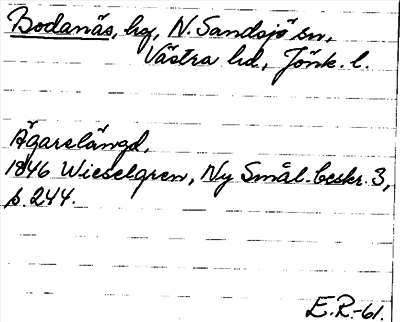 Bodanäs, hg, N. Sandsjö sn,
Västra hd., Jönk. l.
Ägarelängd.
1846 Wieselgren, Ny Smål. beskr. 3,
s. 244.
E.R.-61.